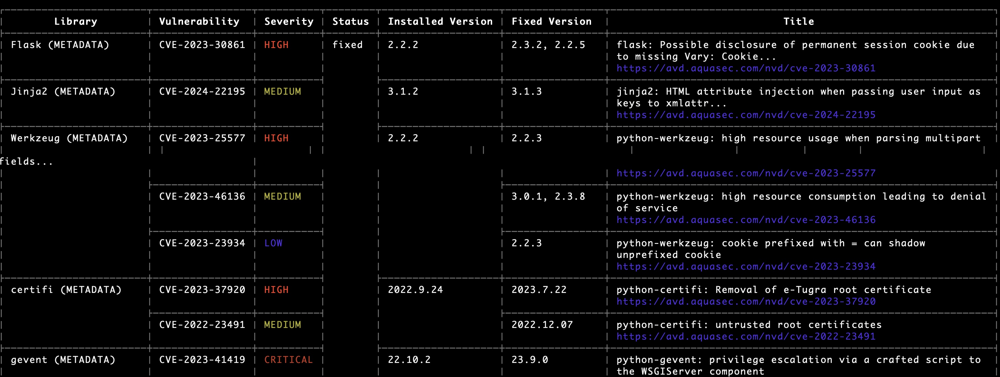 Library Vulnerability Severity Status Installed Version Fixed Version Title
Flask (METADATA) CVE-2023-30861 HIGH fixed 2.2.2 2.3.2, 2.2.5 flask: Possible disclosure of permanent session cookie due
to missing Vary: Cookie...
https://avd.aquasec.com/nvd/cve-2023-30861
Jinja2 (METADATA) CVE-2024-22195 MEDIUM 3.1.2 3.1.3 jinja2: HTML attribute injection when passing user input as
keys to xmlattr...
https://avd.aquasec.com/nvd/cve-2024-22195
Werkzeug (METADATA) CVE-2023-25577 HIGH 2.2.2 2.2.3 python-werkzeug: high resource usage when parsing multipart
fields...
https://avd.aquasec.com/nvd/cve-2023-25577
CVE-2023-46136 MEDIUM 3.0.1, 2.3.8 python-werkzeug: high resource consumption leading to denial
of service
https://avd.aquasec.com/nvd/cve-2023-46136
CVE-2023-23934 LOW 2.2.3 python-werkzeug: cookie prefixed with = can shadow
unprefixed cookie
https://avd.aquasec.com/nvd/cve-2023-23934
certifi (METADATA) CVE-2023-37920 HIGH 2022.9.24 2023.7.22 python-certifi: Removal of e-Tugra root certificate
https://avd.aquasec.com/nvd/cve-2023-37920
CVE-2022-23491 MEDIUM 2022.12.07 python-certifi: untrusted root certificates
https://avd.aquasec.com/nvd/cve-2022-23491
gevent (METADATA) CVE-2023-41419 CRITICAL 22.10.2 23.9.0 python-gevent: privilege escalation via a crafted script to
the WSGIServer component